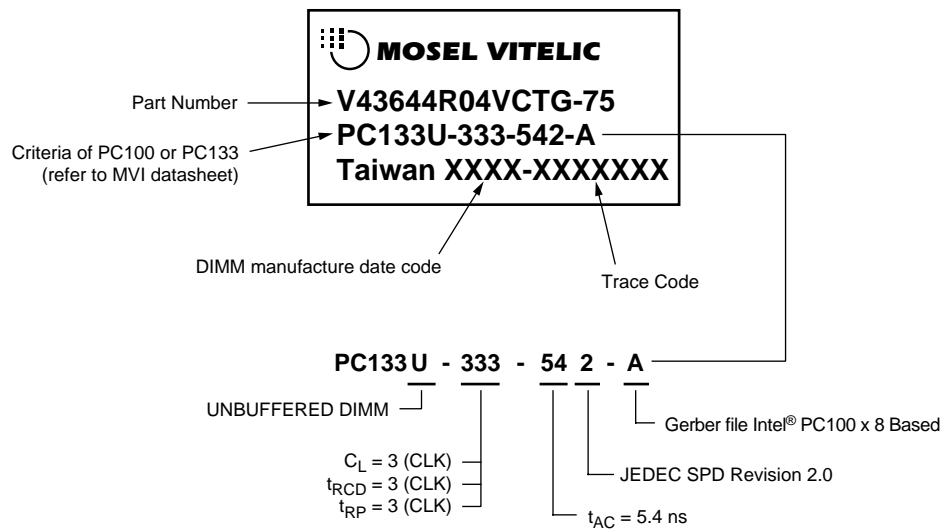 MOSEL VITELIC
Part Number
V43644R04VCTG-75
Criteria of PC100 or PC133
(refer to MVI datasheet)
PC133U-333-542-A
Taiwan XXXX-XXXXXXX
DIMM manufacture date code
Trace Code
PC133 U - 333 - 54 2 - A
UNBUFFERED DIMM
Gerber file Intel® PC100 x 8 Based
CL = 3 (CLK)
tRCD = 3 (CLK)
tRP = 3 (CLK)
JEDEC SPD Revision 2.0
tAC = 5.4 ns